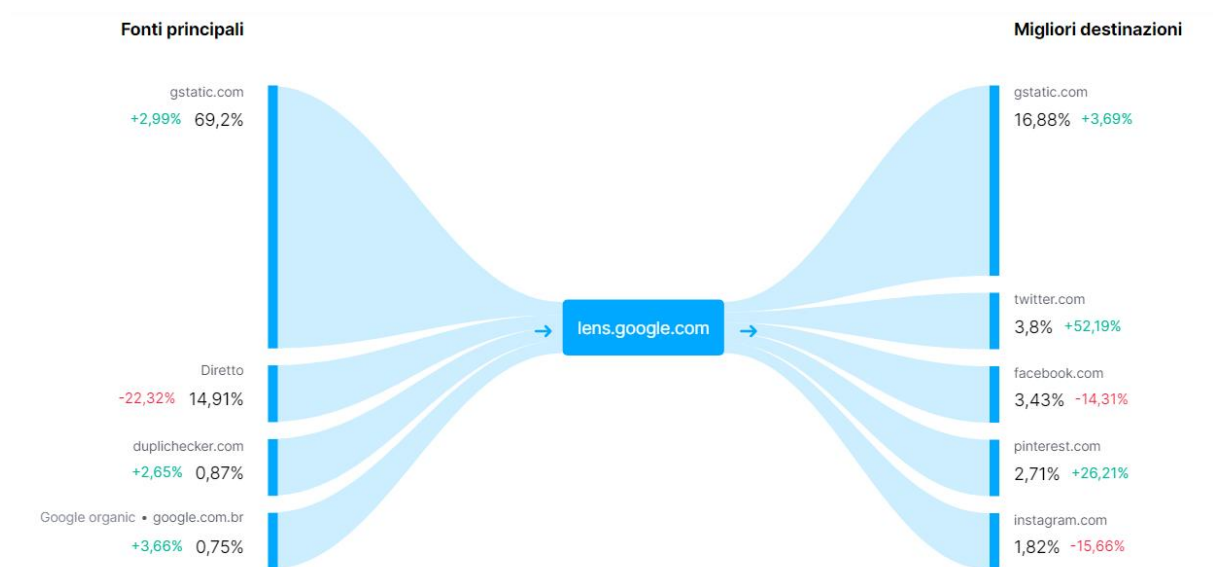 Fonti principali
Migliori destinazioni
gstatic.com
+2,99% 69,2%
Diretto
-22,32% 14,91%
duplichecker.com
+2,65% 0,87%
Google organic • google.com.br
+3,66% 0,75%
→ lens.google.com →
gstatic.com
16,88% +3,69%
twitter.com
3,8% +52,19%
facebook.com
3,43% -14,31%
pinterest.com
2,71% +26,21%
instagram.com
1,82% -15,66%